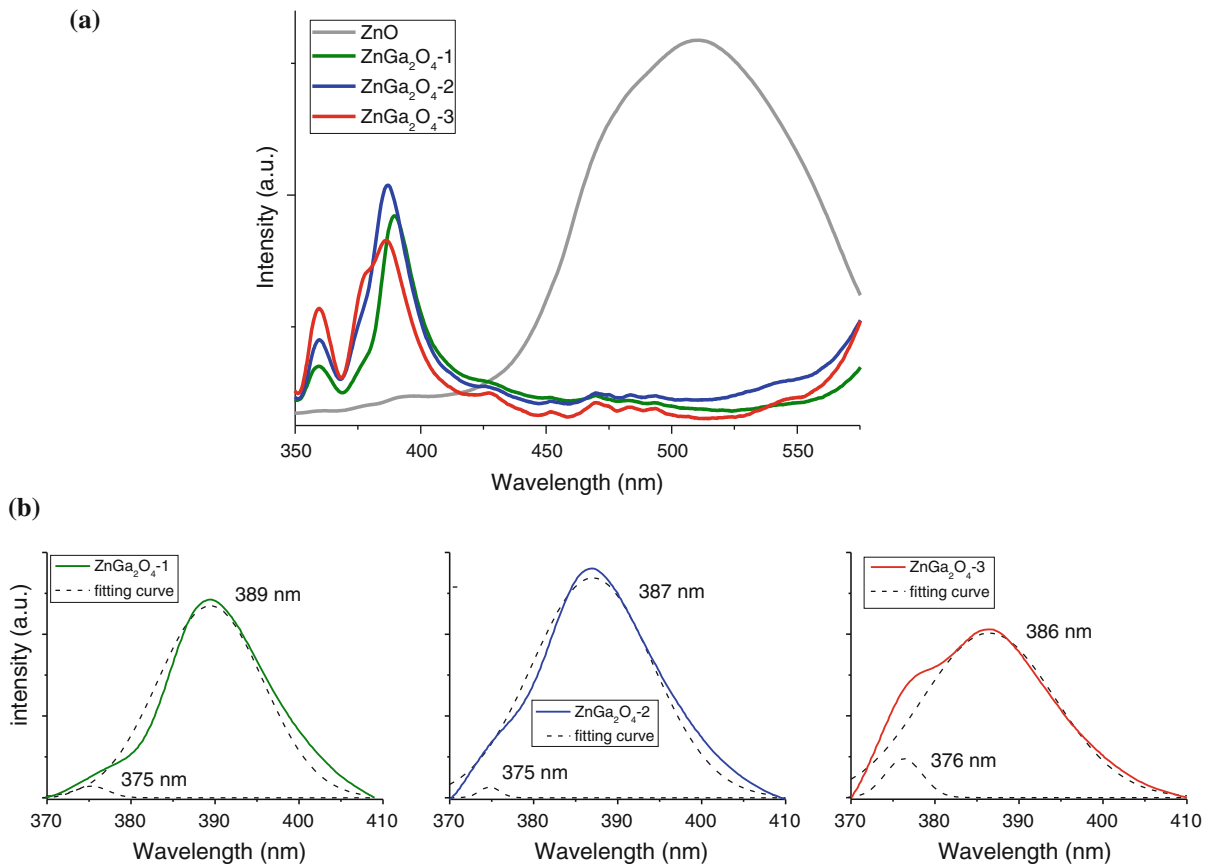 (a)
ZnO
ZnGa₂O₄-1
ZnGa₂O₄-2
ZnGa₂O₄-3
Intensity (a.u.)
350 400 450 500 550
Wavelength (nm)
(b)
ZnGa₂O₄-1
fitting curve
389 nm
375 nm
intensity (a.u.)
370 380 390 400 410
Wavelength (nm)
387 nm
ZnGa₂O₄-2
fitting curve
375 nm
370 380 390 400 410
Wavelength (nm)
ZnGa₂O₄-3
fitting curve
386 nm
376 nm
370 380 390 400 410
Wavelength (nm)